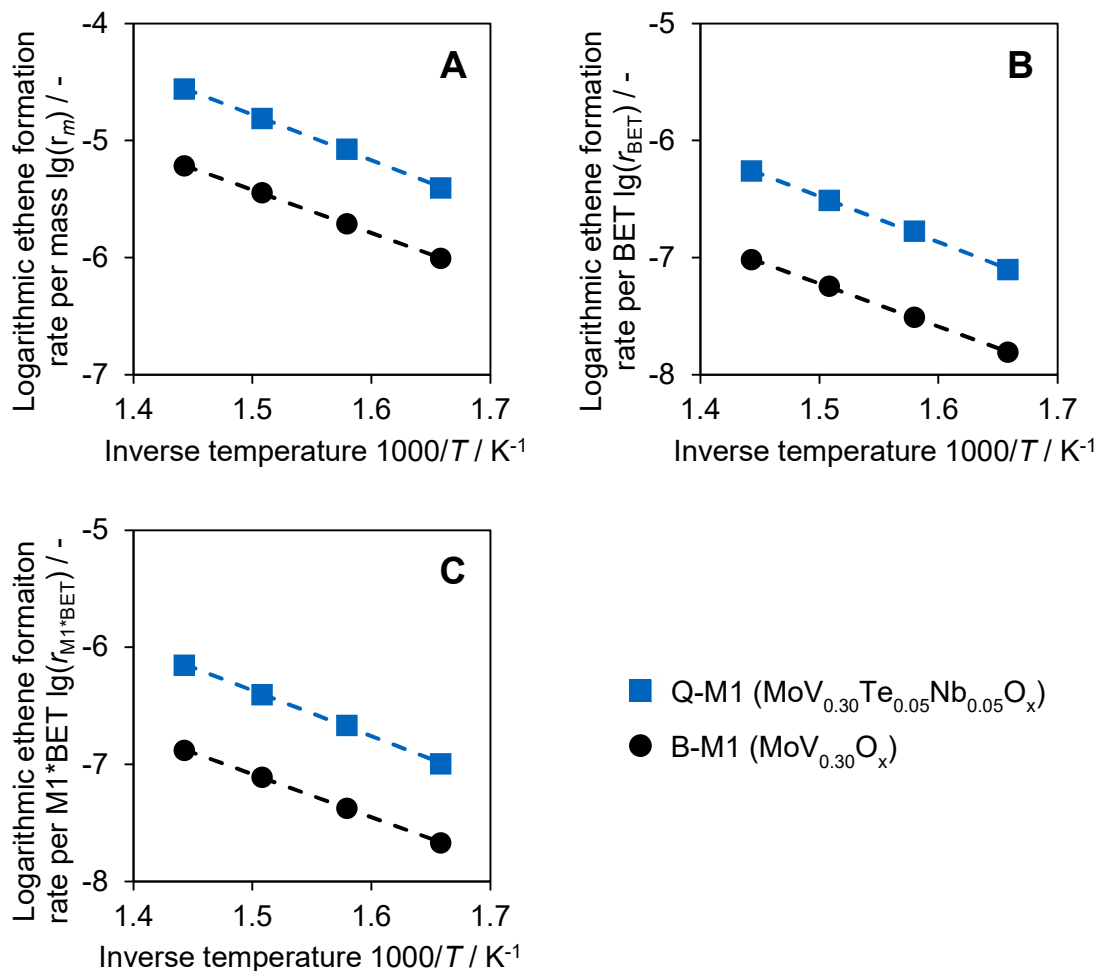 A
Logarithmic ethene formation
rate per mass lg(r_m) / -
-4
-5
-6
-7
1.4 1.5 1.6 1.7
Inverse temperature 1000/T / K⁻¹
B
Logarithmic ethene formation
rate per BET lg(r_BET) / -
-5
-6
-7
-8
1.4 1.5 1.6 1.7
Inverse temperature 1000/T / K⁻¹
C
Logarithmic ethene formaiton
rate per M1*BET lg(r_M1*BET) / -
-5
-6
-7
-8
1.4 1.5 1.6 1.7
Inverse temperature 1000/T / K⁻¹
Q-M1 (MoV₀.₃₀Te₀.₀₅Nb₀.₀₅Oₓ)
B-M1 (MoV₀.₃₀Oₓ)